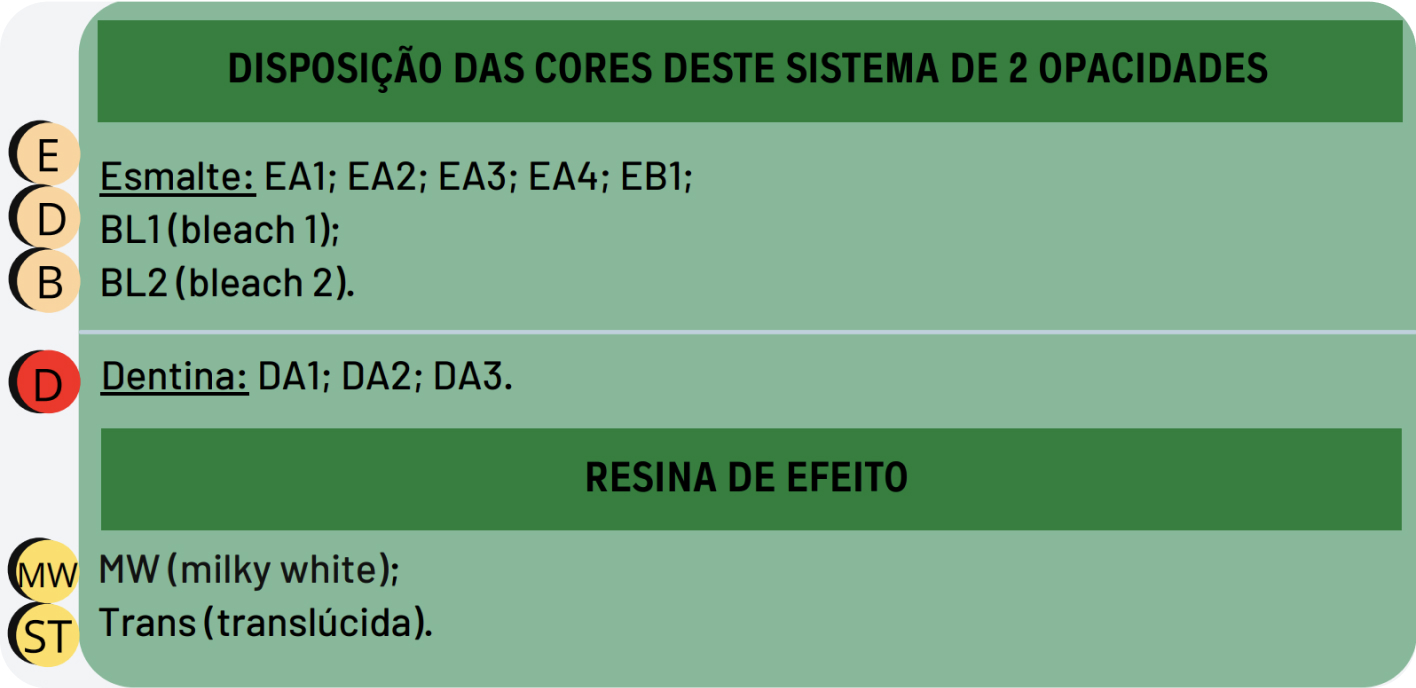 DISPOSIÇÃO DAS CORES DESTE SISTEMA DE 2 OPACIDADES
E
Esmalte: EA1; EA2; EA3; EA4; EB1;
D
BL1 (bleach 1);
B
BL2 (bleach 2).
D
Dentina: DA1; DA2; DA3.
RESINA DE EFEITO
MW
MW (milky white);
ST
Trans (translúcida).